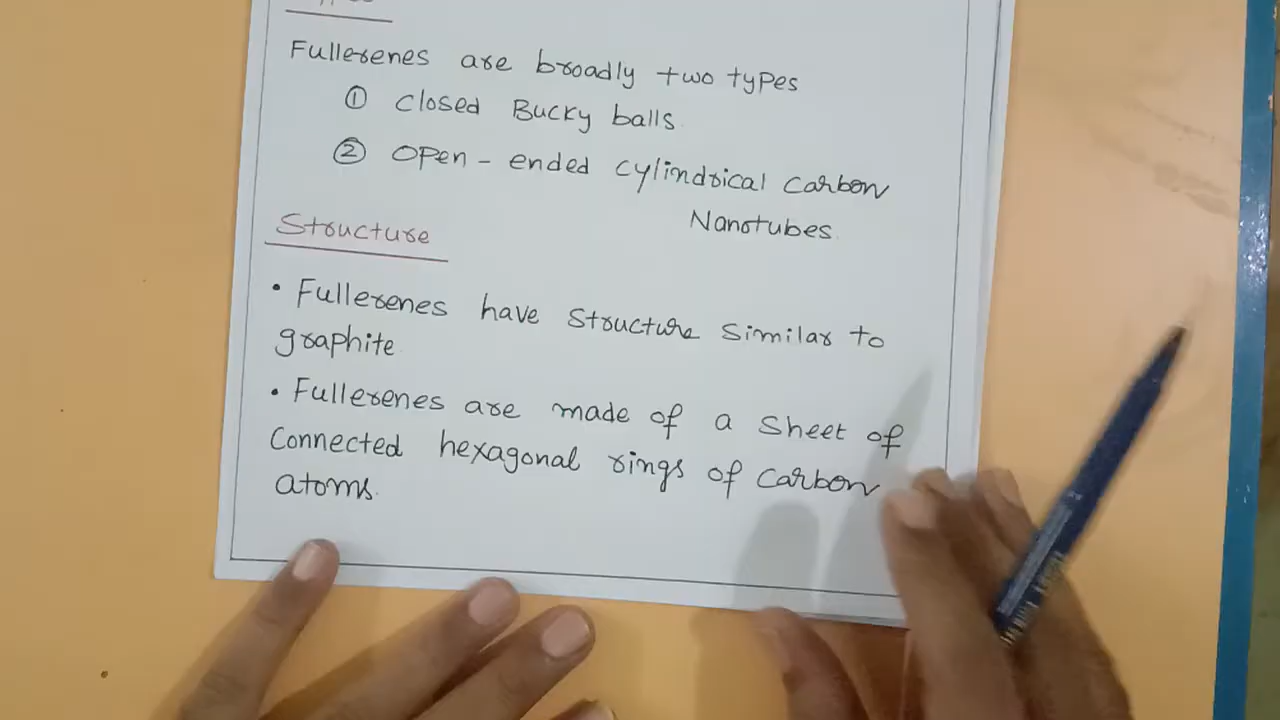 Fullerenes are broadly two types
① closed Bucky balls.
② open-ended cylindrical carbon
Nanotubes.
Structure
• Fullerenes have structure similar to
graphite
• Fullerenes are made of a sheet of
connected hexagonal rings of carbon
atoms.